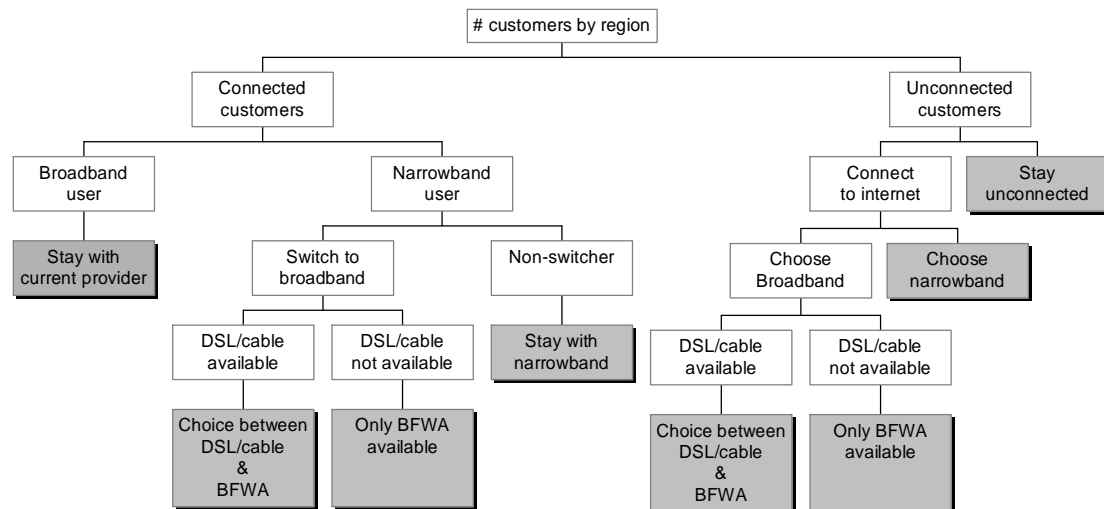 # customers by region
Connected
customers
Unconnected
customers
Broadband
user
Narrowband
user
Connect
to internet
Stay
unconnected
Stay with
current provider
Switch to
broadband
Non-switcher
Choose
Broadband
Choose
narrowband
DSL/cable
available
DSL/cable
not available
Stay with
narrowband
DSL/cable
available
DSL/cable
not available
Choice between
DSL/cable
&
BFWA
Only BFWA
available
Choice between
DSL/cable
&
BFWA
Only BFWA
available